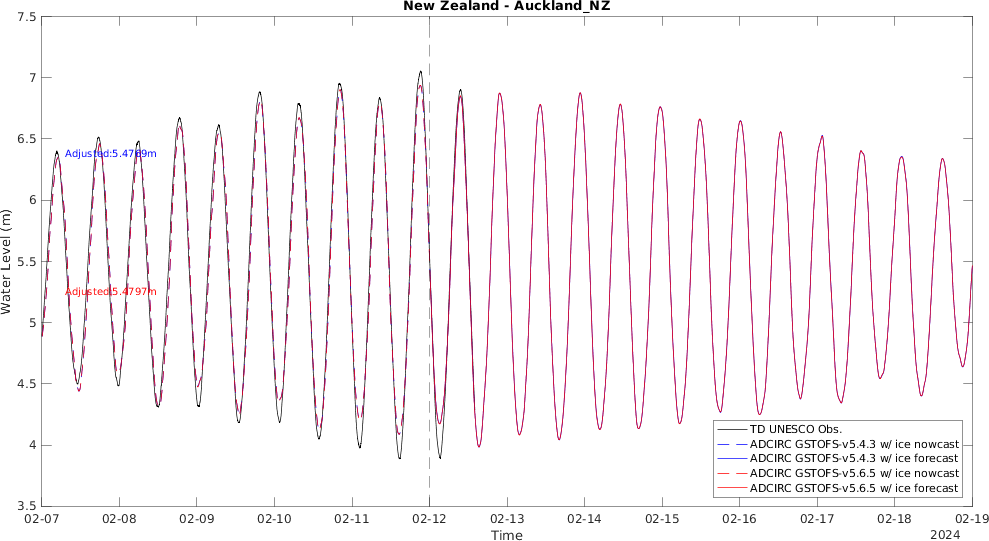 New Zealand - Auckland_NZ
7.5
7
6.5
6
5.5
5
4.5
4
3.5
Water Level (m)
Adjusted:5.4769m
Adjusted:5.4797m
TD UNESCO Obs.
ADCIRC GSTOFS-v5.4.3 w/ ice nowcast
ADCIRC GSTOFS-v5.4.3 w/ ice forecast
ADCIRC GSTOFS-v5.6.5 w/ ice nowcast
ADCIRC GSTOFS-v5.6.5 w/ ice forecast
02-07 02-08 02-09 02-10 02-11 02-12 02-13 02-14 02-15 02-16 02-17 02-18 02-19
Time
2024